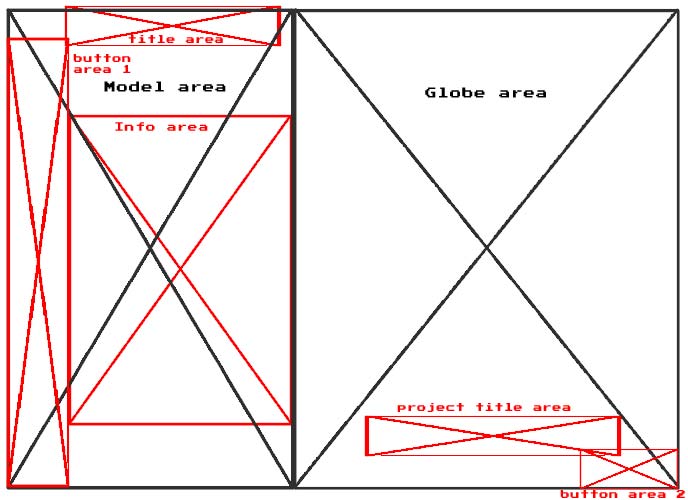 title area
button
area 1
Model area
Globe area
Info area
project title area
button area 2